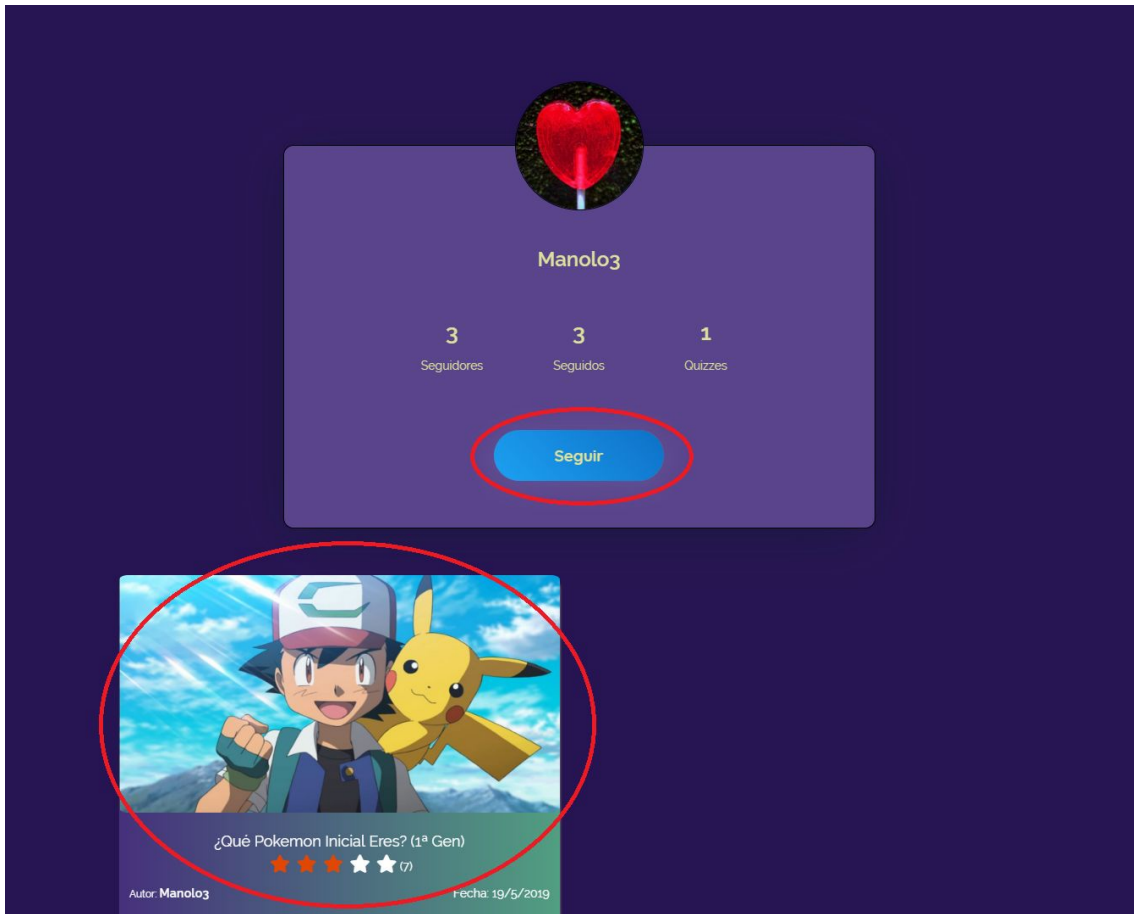 Manolo3
3 3 1
Seguidores Seguidos Quizzes
Seguir
¿Qué Pokemon Inicial Eres? (1ª Gen)
(7)
Autor: Manolo3 Fecha: 19/5/2019